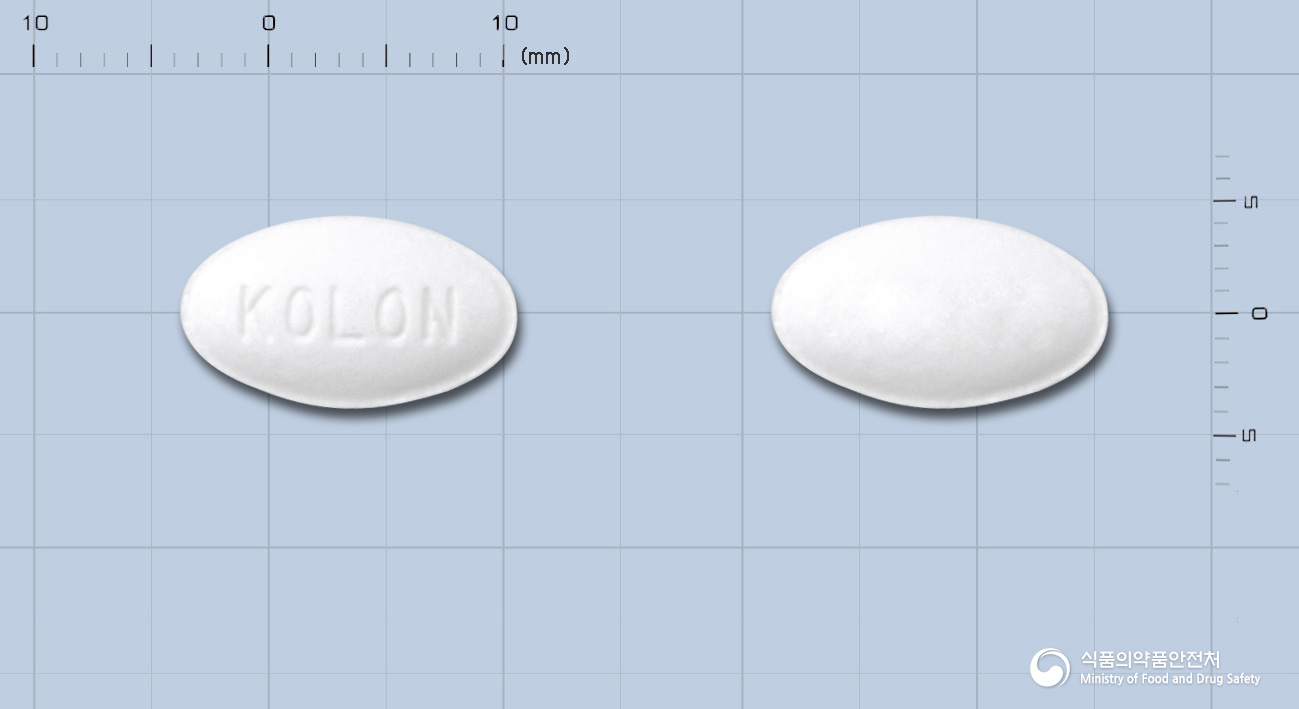 10 0 10
(mm)
KOLON
5
0
5
식품의약품안전처
Ministry of Food and Drug Safety